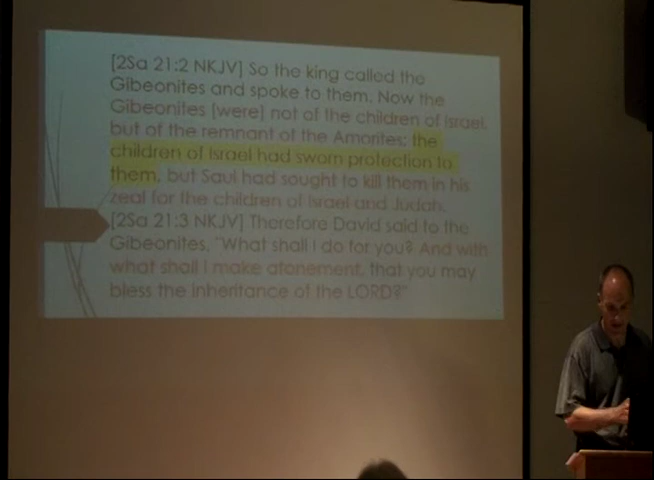 [2Sa 21:2 NKJV] So the king called the
Gibeonites and spoke to them. Now the
Gibeonites (were) not of the children of Israel,
but of the remnant of the Amorites; the
children of Israel had sworn protection to
them, but Saul had sought to kill them in his
zeal for the children of Israel and Judah.
[2Sa 21:3 NKJV] Therefore David said to the
Gibeonites, "What shall I do for you? And with
what shall I make atonement, that you may
bless the inheritance of the LORD?"